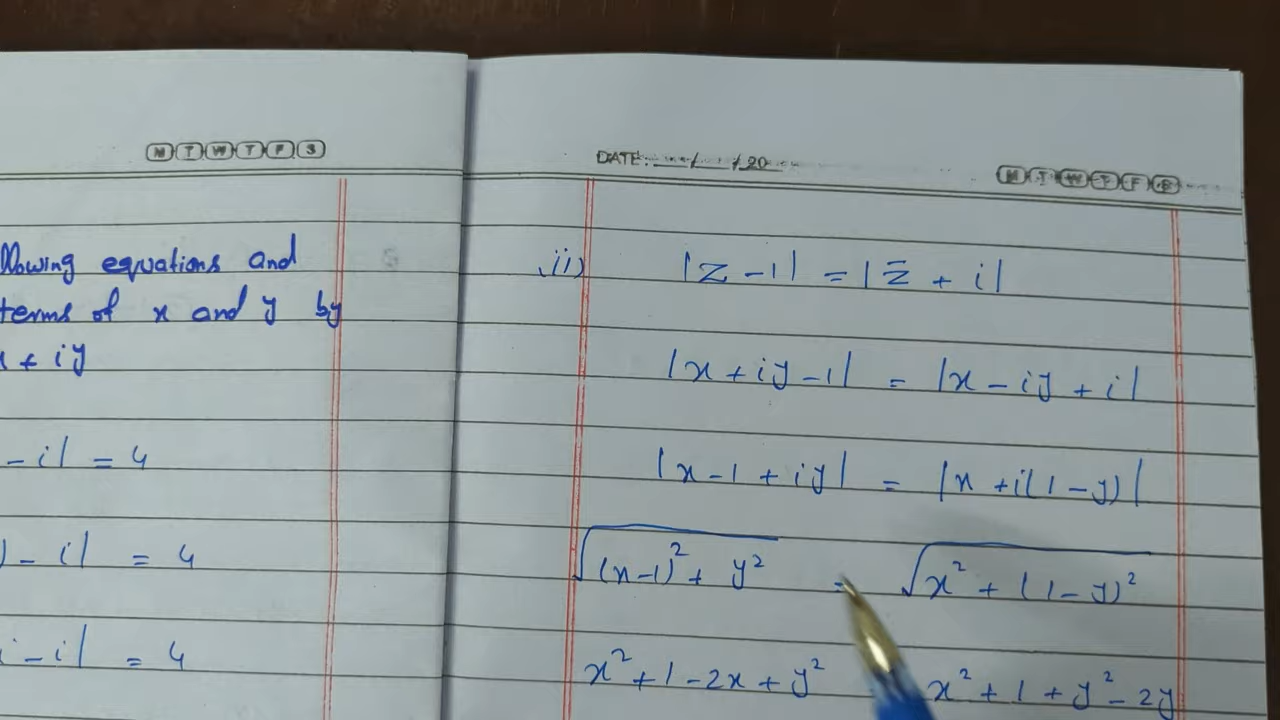 M T W T F S
llowing equations and
terms of x and y by
x + iy
- i| = 4
) - i| = 4
i - i| = 4
DATE: / /20
M T W T F S
ii) |z - 1| = |z̄ + i|
|x + iy - 1| = |x - iy + i|
|x - 1 + iy| = |x + i(1 - y)|
√(x-1)² + y² = √x² + (1 - y)²
x² + 1 - 2x + y² x² + 1 + y² - 2y